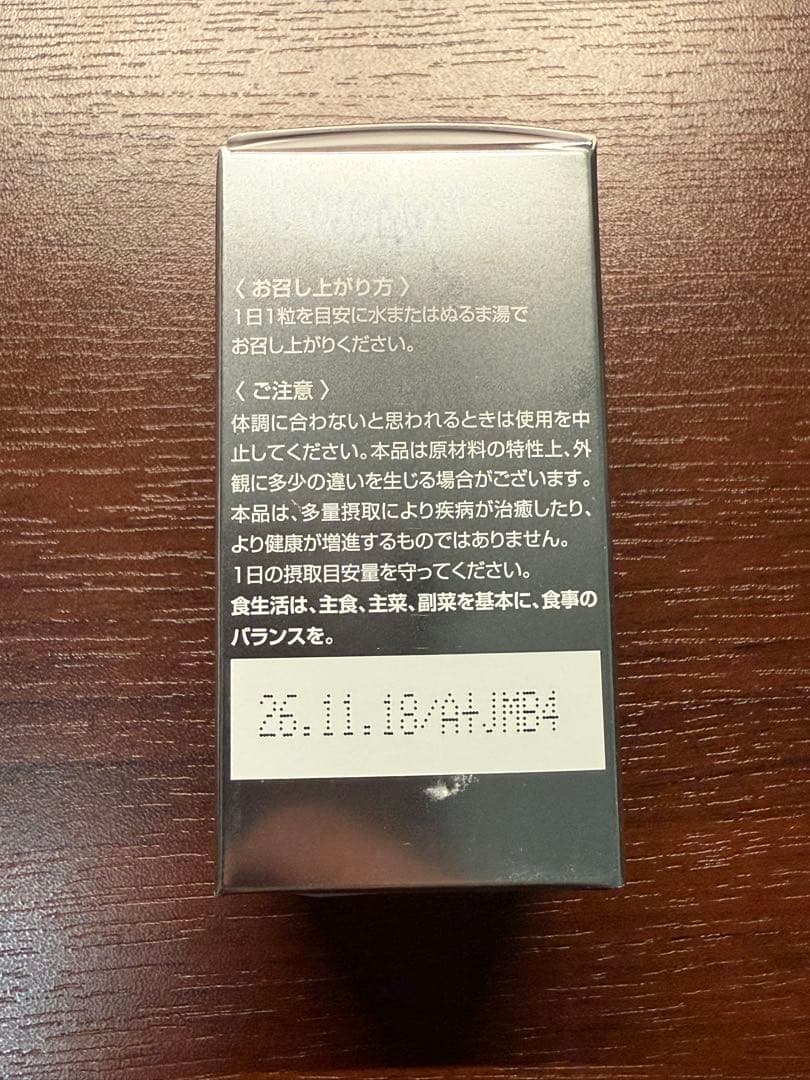 〈 お召し上がり方 〉
1日1粒を目安に水またはぬるま湯で
お召し上がりください。
〈 ご注意 〉
体調に合わないと思われるときは使用を中
止してください。本品は原材料の特性上、外
観に多少の違いを生じる場合がございます。
本品は、多量摂取により疾病が治癒したり、
より健康が増進するものではありません。
1日の摂取目安量を守ってください。
食生活は、主食、主菜、副菜を基本に、食事の
バランスを。
26.11.18/A+JMB4